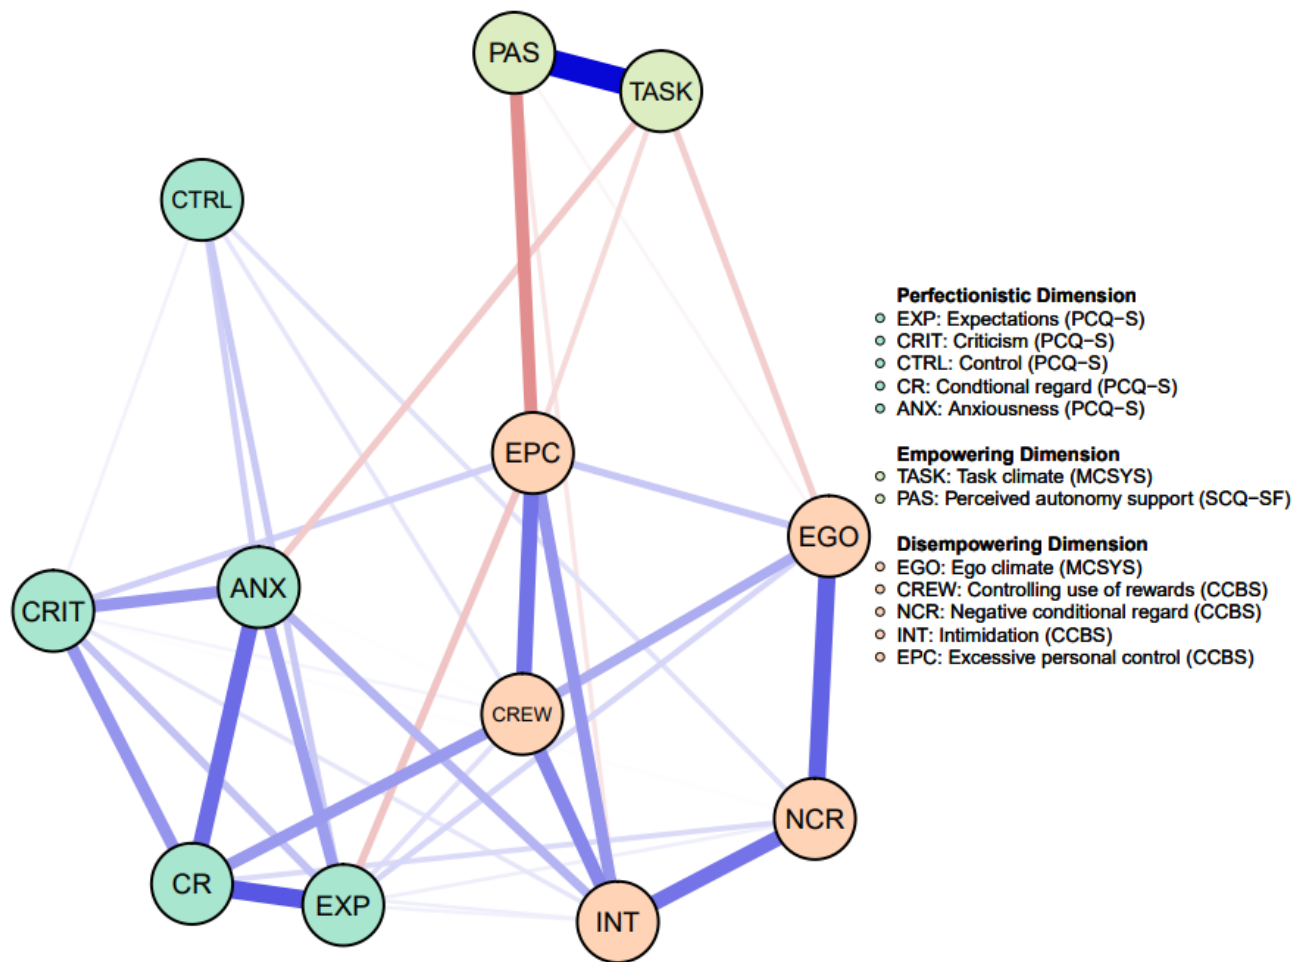 PAS
TASK
CTRL
EPC
EGO
ANX
CRIT
CREW
NCR
CR
EXP
INT
Perfectionistic Dimension
EXP: Expectations (PCQ−S)
CRIT: Criticism (PCQ−S)
CTRL: Control (PCQ−S)
CR: Condtional regard (PCQ−S)
ANX: Anxiousness (PCQ−S)
Empowering Dimension
TASK: Task climate (MCSYS)
PAS: Perceived autonomy support (SCQ−SF)
Disempowering Dimension
EGO: Ego climate (MCSYS)
CREW: Controlling use of rewards (CCBS)
NCR: Negative conditional regard (CCBS)
INT: Intimidation (CCBS)
EPC: Excessive personal control (CCBS)